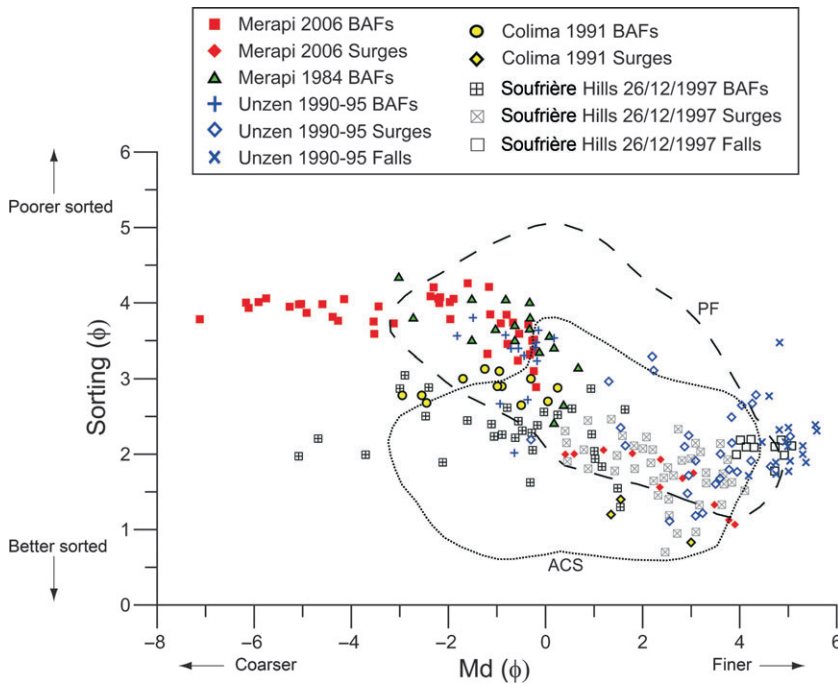 Merapi 2006 BAFs
Merapi 2006 Surges
Merapi 1984 BAFs
Unzen 1990-95 BAFs
Unzen 1990-95 Surges
Unzen 1990-95 Falls
Colima 1991 BAFs
Colima 1991 Surges
Soufrière Hills 26/12/1997 BAFs
Soufrière Hills 26/12/1997 Surges
Soufrière Hills 26/12/1997 Falls
Poorer sorted
Better sorted
Sorting (ϕ)
6
5
4
3
2
1
0
PF
ACS
−8
−6
−4
−2
0
2
4
6
Coarser
Md (ϕ)
Finer